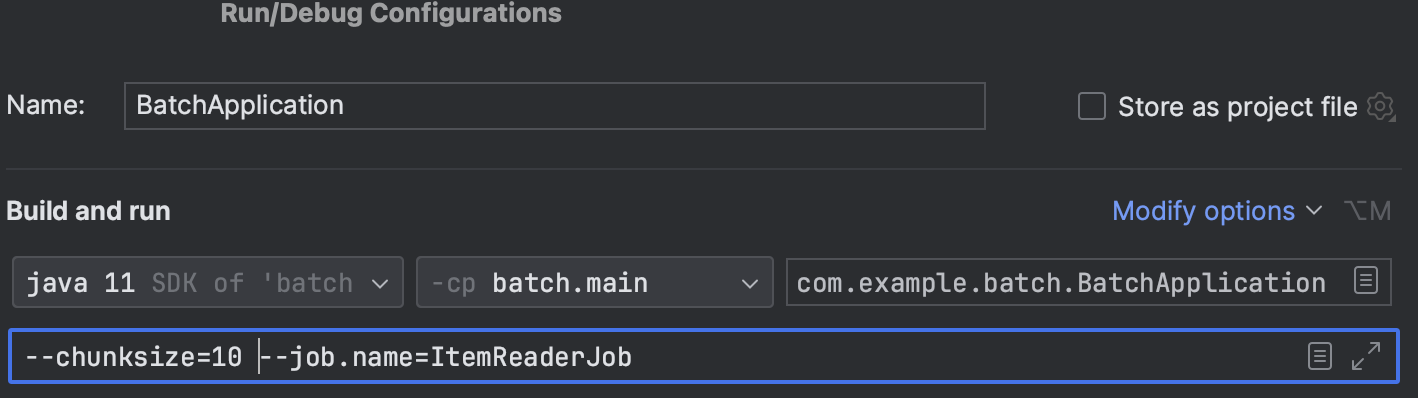 Run/Debug Configurations
Name: BatchApplication Store as project file
Build and run Modify options ⌥M
java 11 SDK of 'batch -cp batch.main com.example.batch.BatchApplication
--chunksize=10 --job.name=ItemReaderJob